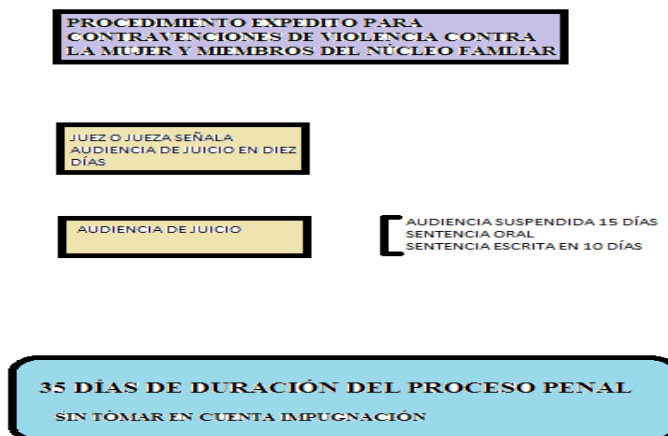 PROCEDIMIENTO EXPEDITO PARA
CONTRAVENCIONES DE VIOLENCIA CONTRA
LA MUJER Y MIEMBROS DEL NÚCLEO FAMLIAR
JUEZ O JUEZA SEÑALA
AUDIENCIA DE JUICIO EN DIEZ
DÍAS
AUDIENCIA DE JUICIO
AUDIENCIA SUSPENDIDA 15 DÍAS
SENTENCIA ORAL
SENTENCIA ESCRITA EN 10 DÍAS
35 DÍAS DE DURACIÓN DEL PROCESO PENAL
SIN TOMAR EN CUENTA IMPUGNACIÓN